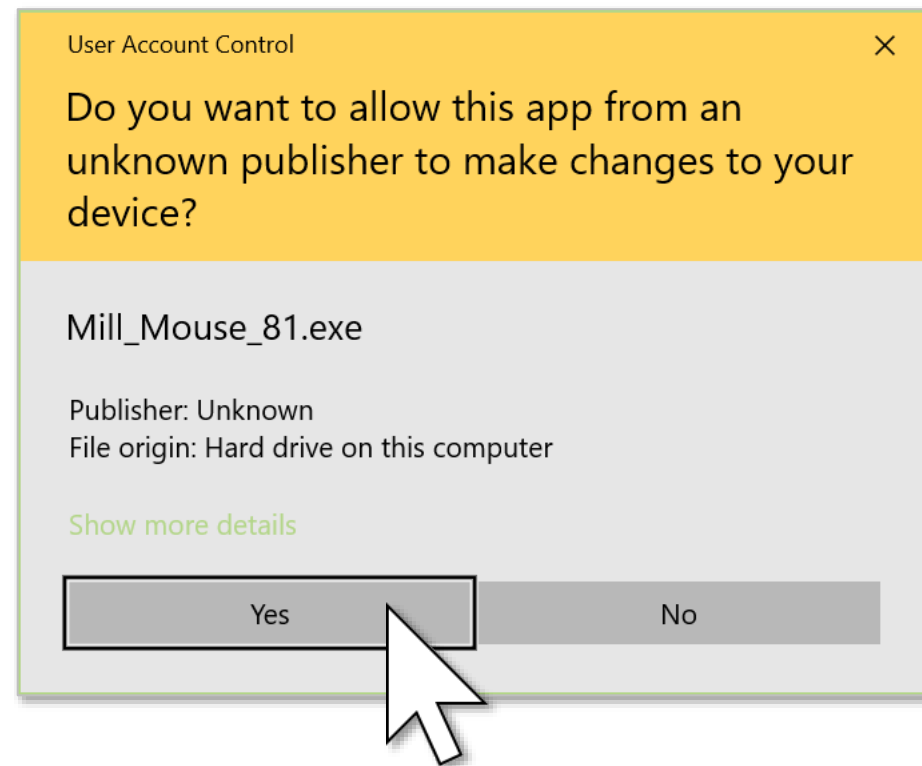 User Account Control
Do you want to allow this app from an
unknown publisher to make changes to your
device?
Mill_Mouse_81.exe
Publisher: Unknown
File origin: Hard drive on this computer
Show more details
Yes
No